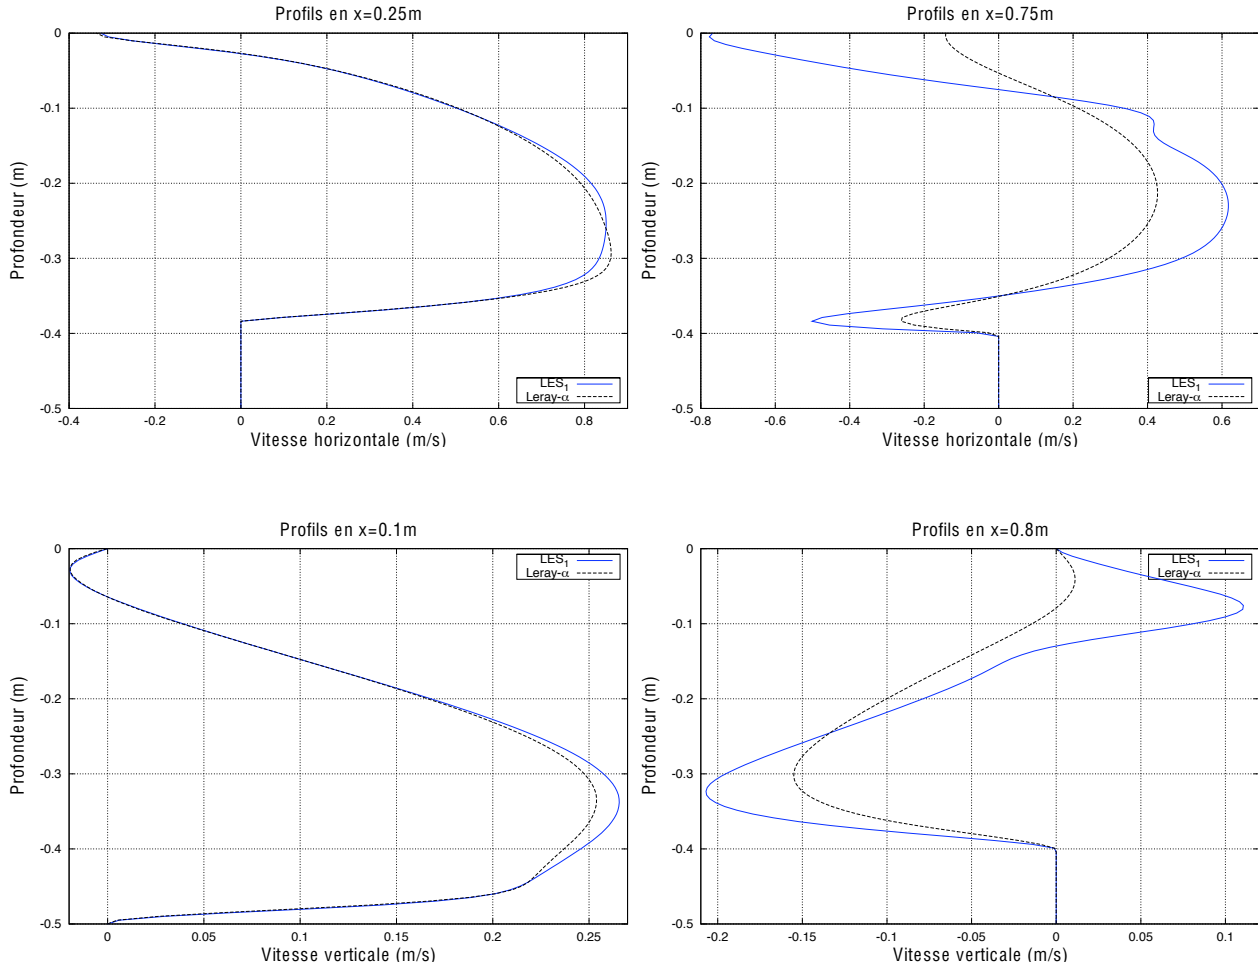 Profils en x=0.25m
0
-0.1
-0.2
-0.3
-0.4
-0.5
Profondeur (m)
-0.4 -0.2 0 0.2 0.4 0.6 0.8
Vitesse horizontale (m/s)
LES1
Leray-α
Profils en x=0.75m
0
-0.1
-0.2
-0.3
-0.4
-0.5
Profondeur (m)
-0.8 -0.6 -0.4 -0.2 0 0.2 0.4 0.6
Vitesse horizontale (m/s)
LES1
Leray-α
Profils en x=0.1m
0
-0.1
-0.2
-0.3
-0.4
-0.5
Profondeur (m)
0 0.05 0.1 0.15 0.2 0.25
Vitesse verticale (m/s)
LES1
Leray-α
Profils en x=0.8m
0
-0.1
-0.2
-0.3
-0.4
-0.5
Profondeur (m)
-0.2 -0.15 -0.1 -0.05 0 0.05 0.1
Vitesse verticale (m/s)
LES1
Leray-α